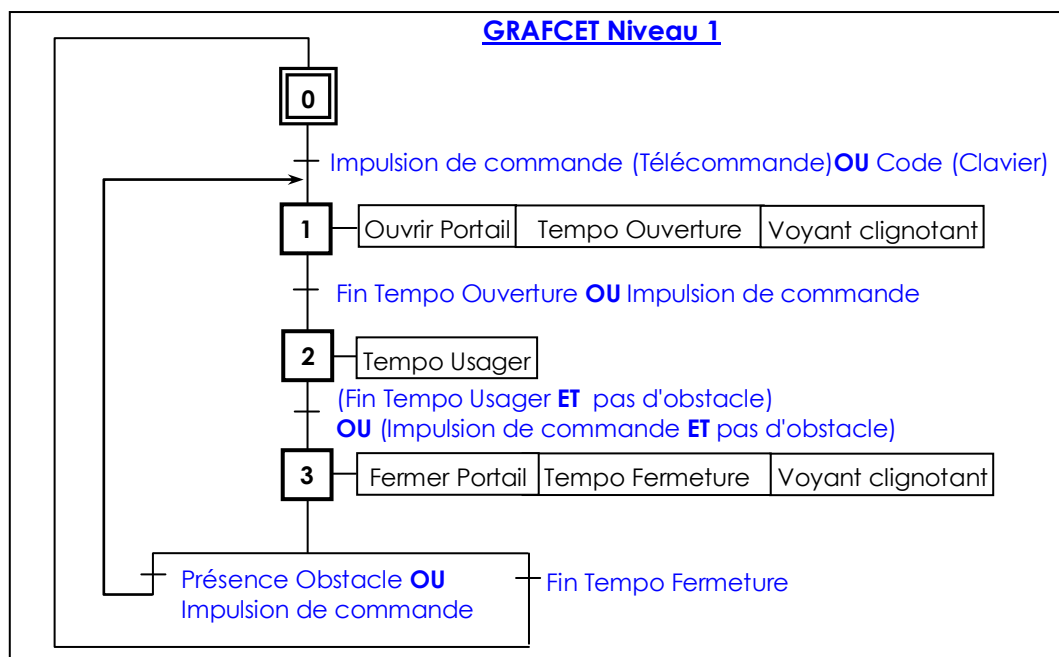 GRAFCET Niveau 1
0
Impulsion de commande (Télécommande)OU Code (Clavier)
1
Ouvrir Portail
Tempo Ouverture
Voyant clignotant
Fin Tempo Ouverture OU Impulsion de commande
2
Tempo Usager
(Fin Tempo Usager ET pas d'obstacle)
OU (Impulsion de commande ET pas d'obstacle)
3
Fermer Portail
Tempo Fermeture
Voyant clignotant
Présence Obstacle OU
Impulsion de commande
Fin Tempo Fermeture